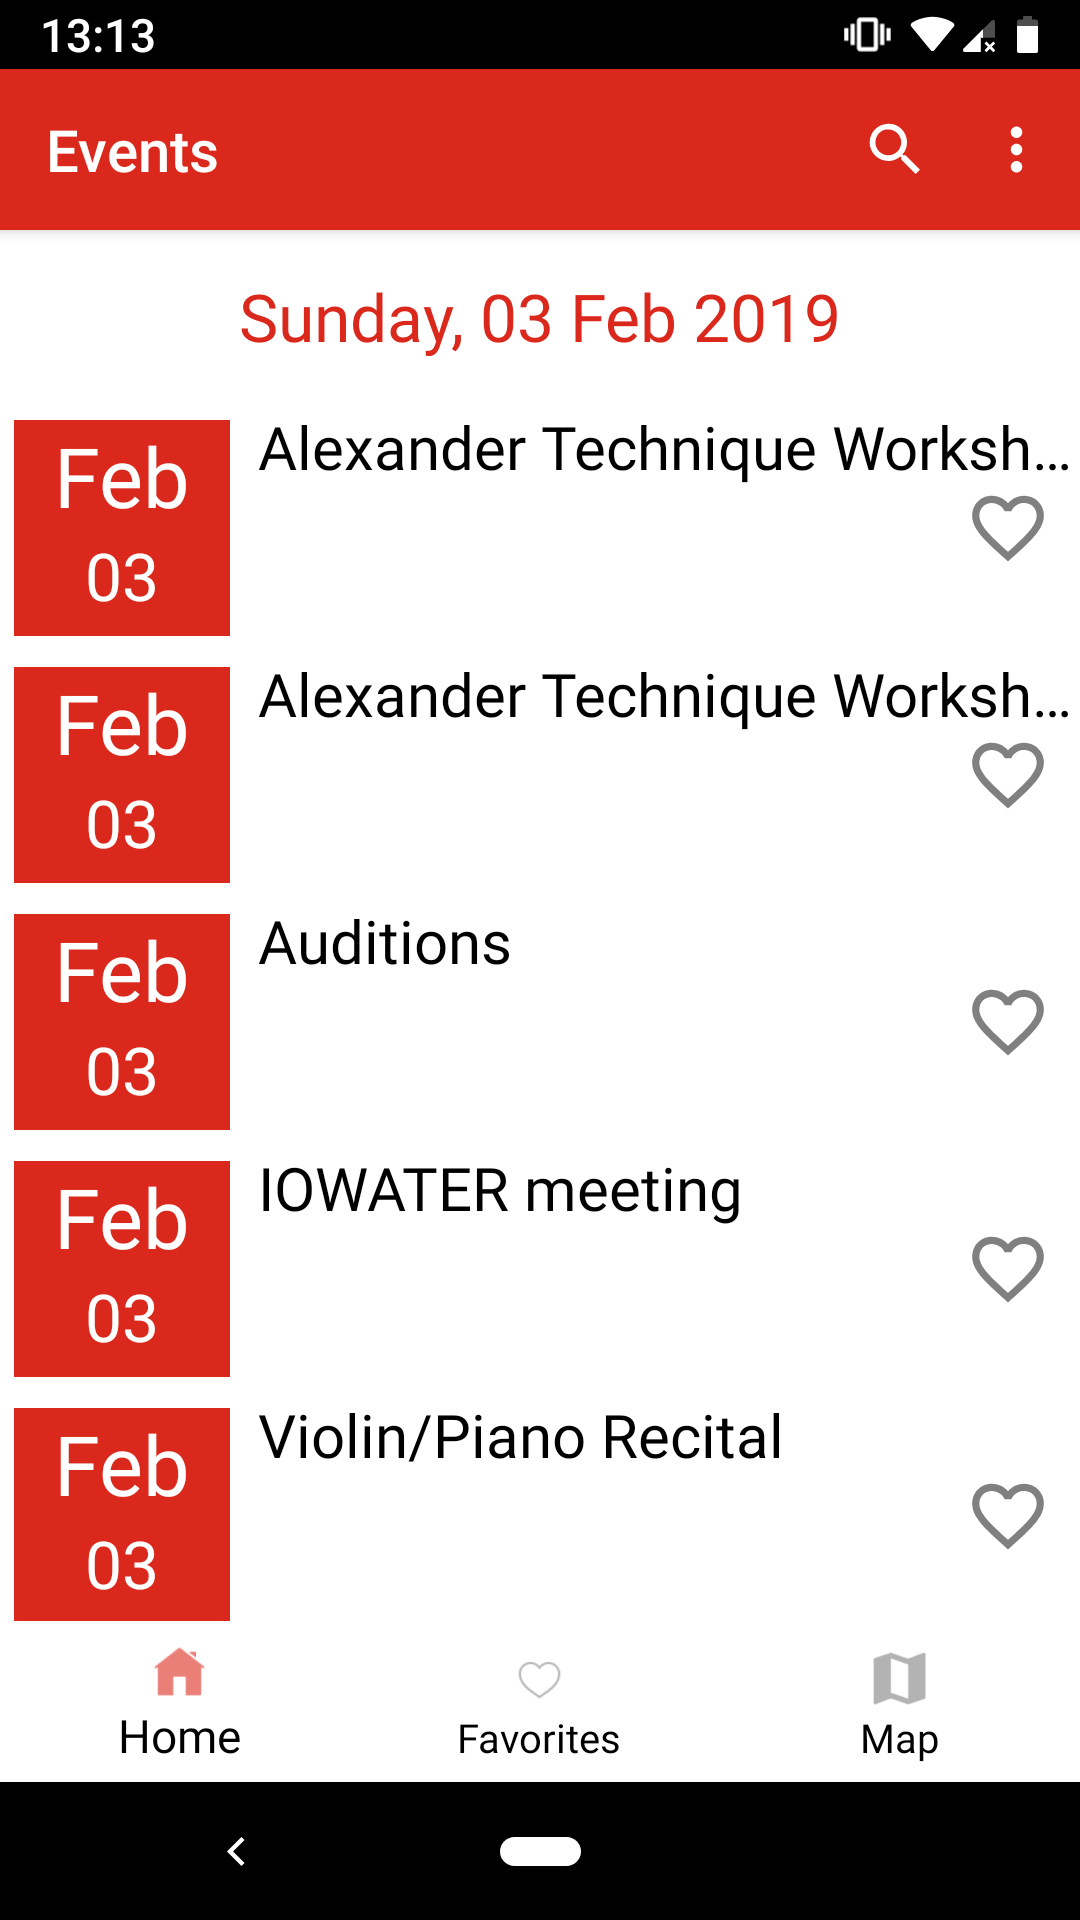 13:13
Events
Sunday, 03 Feb 2019
Feb
03
Alexander Technique Worksh...
Feb
03
Alexander Technique Worksh...
Feb
03
Auditions
Feb
03
IOWATER meeting
Feb
03
Violin/Piano Recital
Home
Favorites
Map